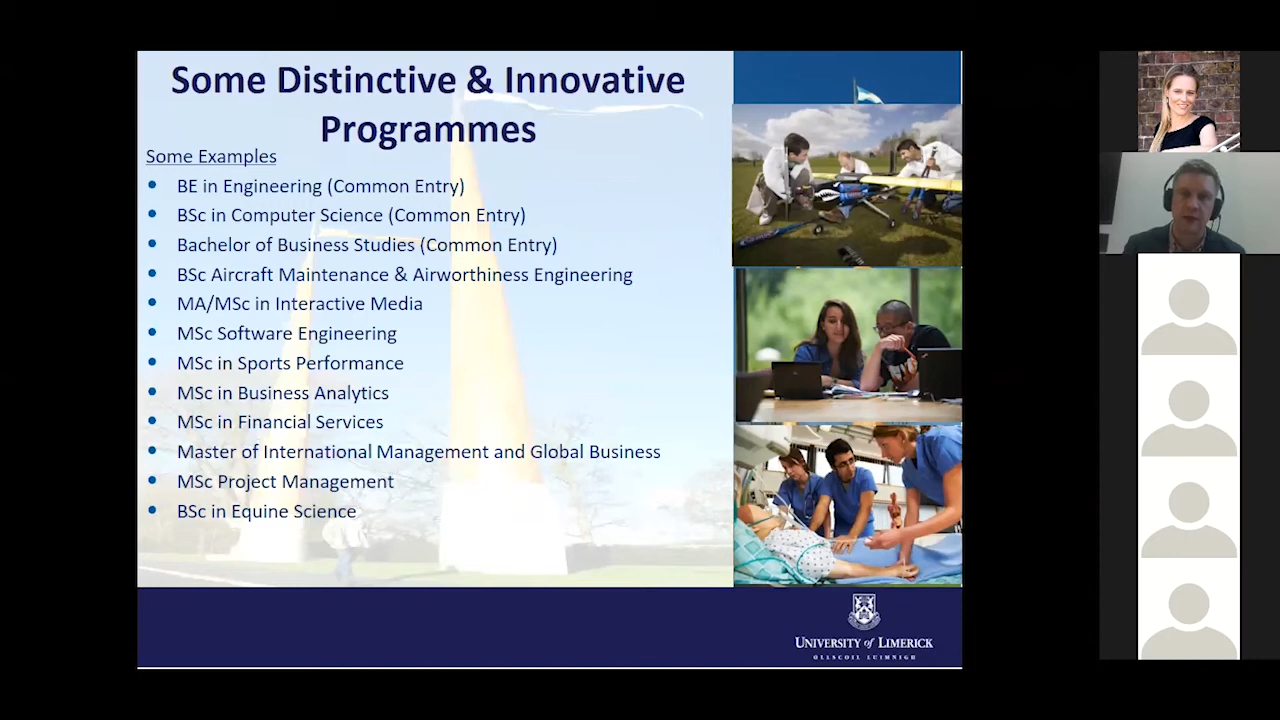 Some Distinctive & Innovative
Programmes
Some Examples
BE in Engineering (Common Entry)
BSc in Computer Science (Common Entry)
Bachelor of Business Studies (Common Entry)
BSc Aircraft Maintenance & Airworthiness Engineering
MA/MSc in Interactive Media
MSc Software Engineering
MSc in Sports Performance
MSc in Business Analytics
MSc in Financial Services
Master of International Management and Global Business
MSc Project Management
BSc in Equine Science
UNIVERSITY of LIMERICK
OLLSCOIL LUIMNIGH